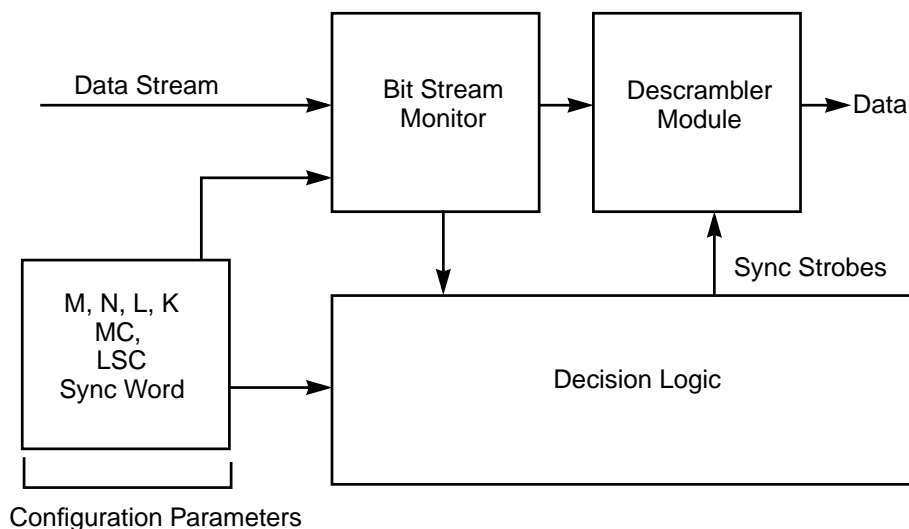 Data Stream
Bit Stream
Monitor
Descrambler
Module
Data
M, N, L, K
MC,
LSC
Sync Word
Sync Strobes
Decision Logic
Configuration Parameters